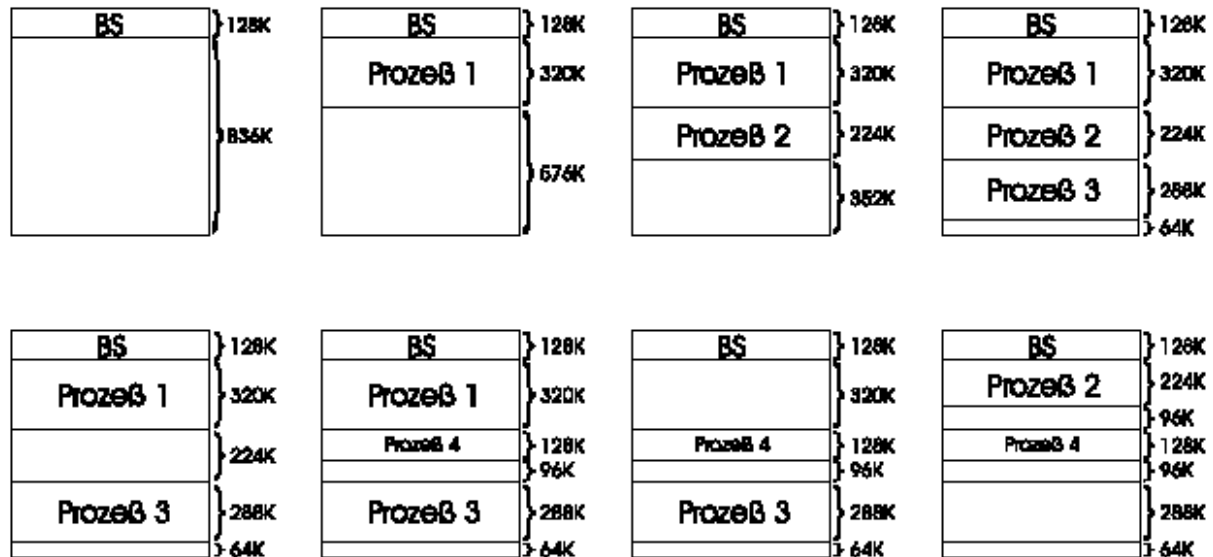 BS 128K
836K
BS 128K
Prozeß 1 320K
576K
BS 128K
Prozeß 1 320K
Prozeß 2 224K
352K
BS 128K
Prozeß 1 320K
Prozeß 2 224K
Prozeß 3 288K
64K
BS 128K
Prozeß 1 320K
224K
Prozeß 3 288K
64K
BS 128K
Prozeß 1 320K
Prozeß 4 128K
96K
Prozeß 3 288K
64K
BS 128K
320K
Prozeß 4 128K
96K
Prozeß 3 288K
64K
BS 128K
Prozeß 2 224K
96K
Prozeß 4 128K
96K
288K
64K